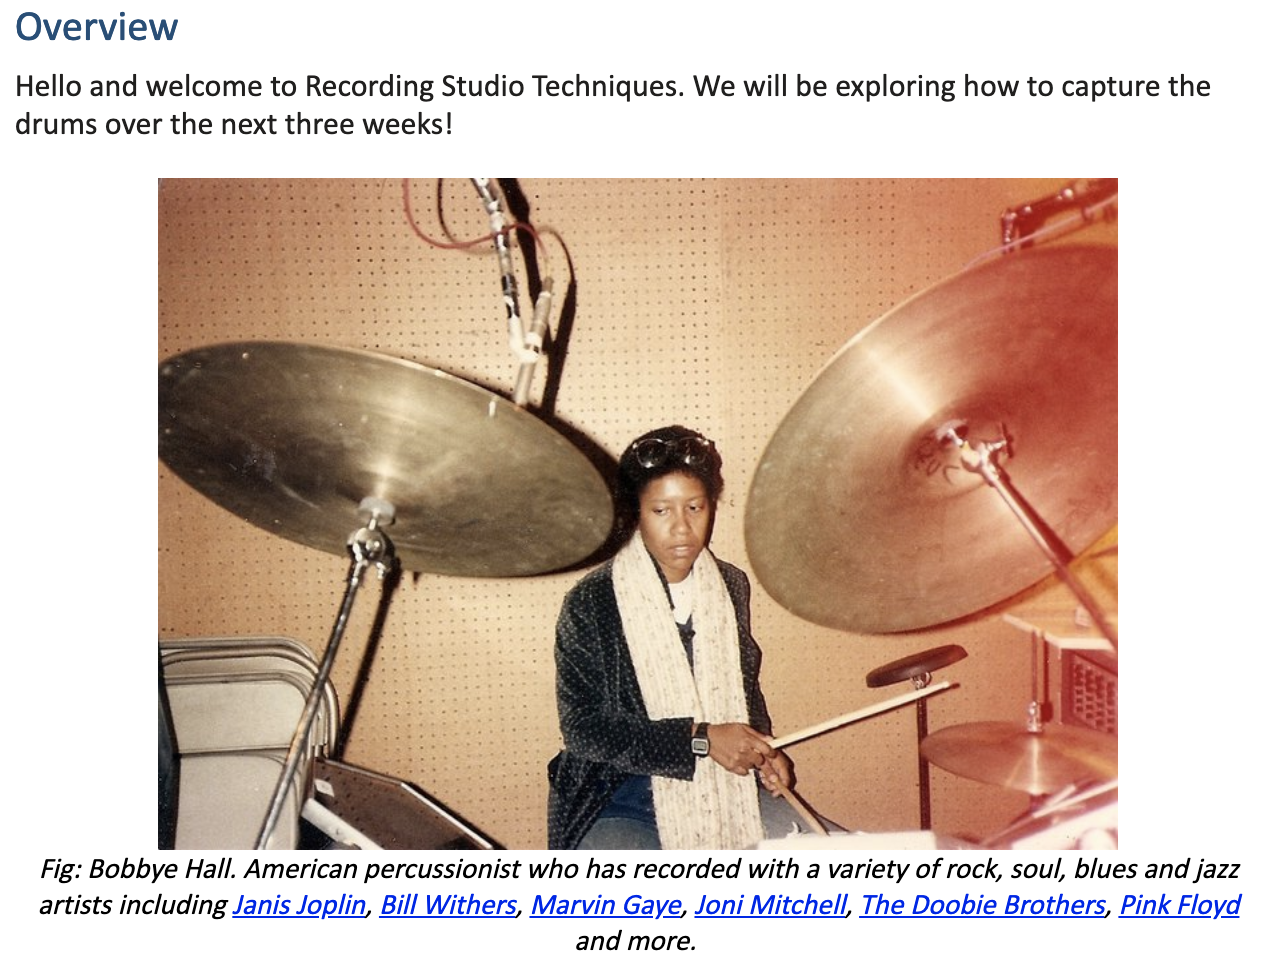 Overview
Hello and welcome to Recording Studio Techniques. We will be exploring how to capture the
drums over the next three weeks!
Fig: Bobbye Hall. American percussionist who has recorded with a variety of rock, soul, blues and jazz
artists including Janis Joplin, Bill Withers, Marvin Gaye, Joni Mitchell, The Doobie Brothers, Pink Floyd
and more.